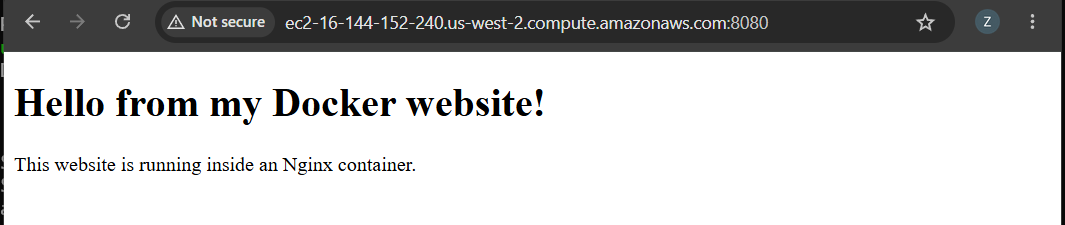 Not secure ec2-16-144-152-240.us-west-2.compute.amazonaws.com:8080 Z
Hello from my Docker website!
This website is running inside an Nginx container.